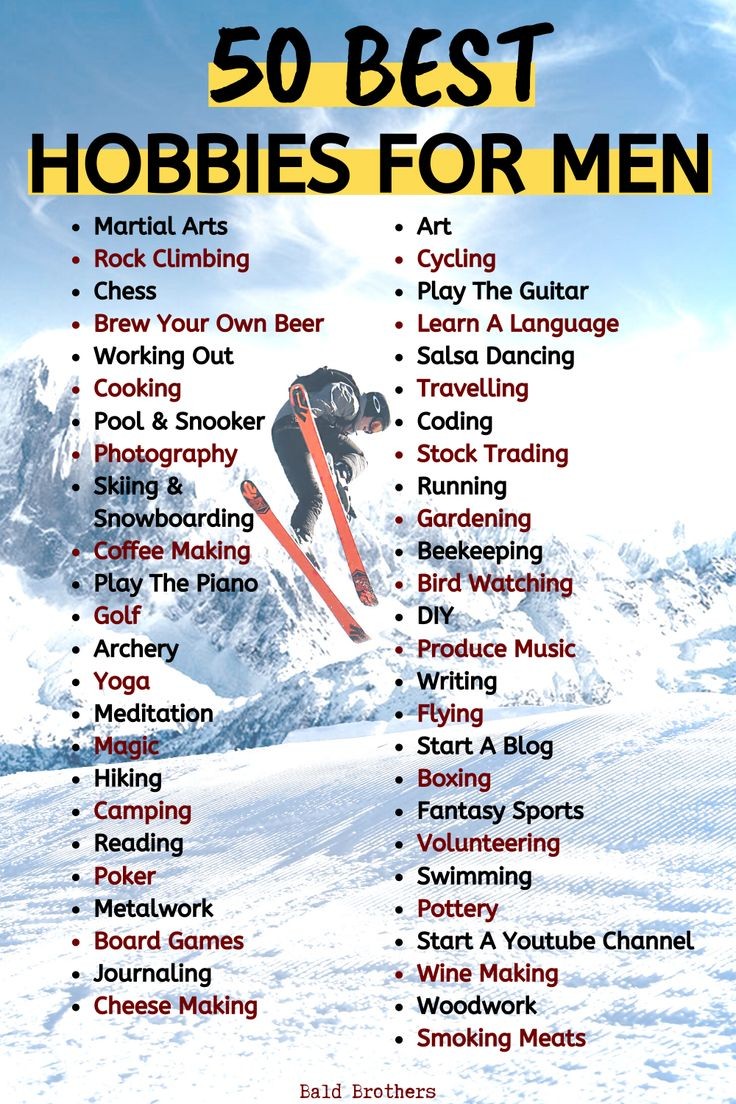 50 BEST
HOBBIES FOR MEN
• Martial Arts
• Rock Climbing
• Chess
• Brew Your Own Beer
• Working Out
• Cooking
• Pool & Snooker
• Photography
• Skiing &
Snowboarding
• Coffee Making
• Play The Piano
• Golf
• Archery
• Yoga
• Meditation
• Magic
• Hiking
• Camping
• Reading
• Poker
• Metalwork
• Board Games
• Journaling
• Cheese Making
• Art
• Cycling
• Play The Guitar
• Learn A Language
• Salsa Dancing
• Travelling
• Coding
• Stock Trading
• Running
• Gardening
• Beekeeping
• Bird Watching
• DIY
• Produce Music
• Writing
• Flying
• Start A Blog
• Boxing
• Fantasy Sports
• Volunteering
• Swimming
• Pottery
• Start A Youtube Channel
• Wine Making
• Woodwork
• Smoking Meats
Bald Brothers